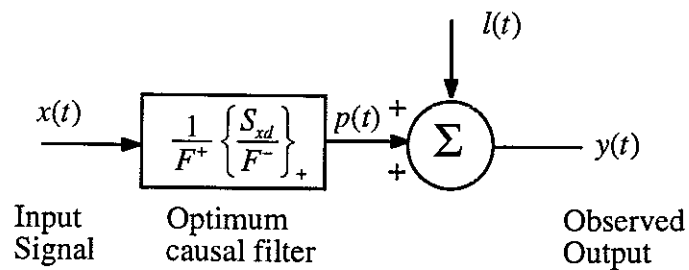 l(t)
x(t)
1/F⁺ {S_xd/F⁻}₊
p(t)
+
+
Σ
y(t)
Input
Signal
Optimum
causal filter
Observed
Output